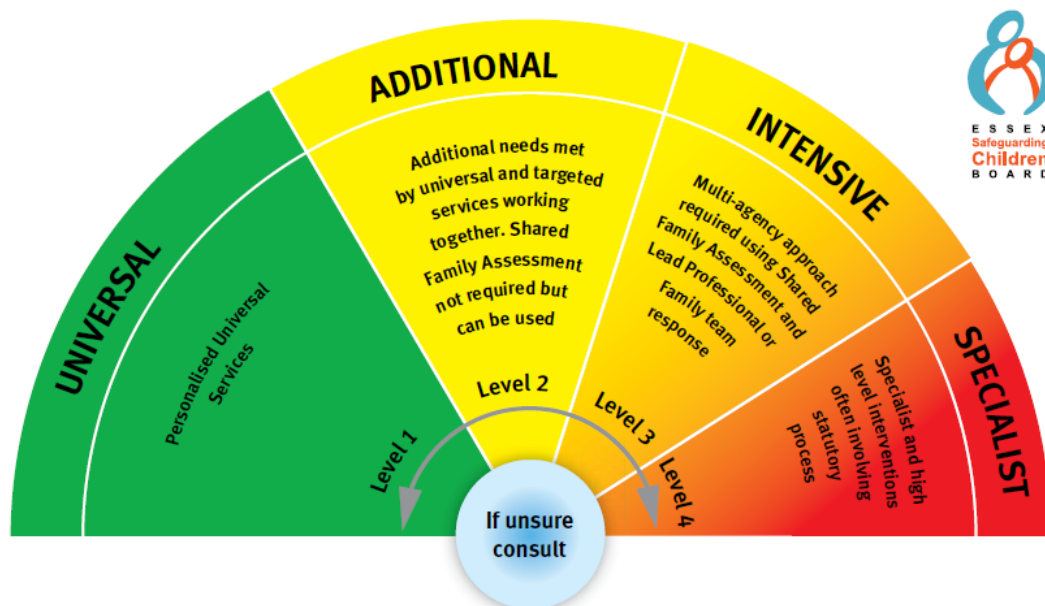 UNIVERSAL
Personalised Universal
Services
Level 1
ADDITIONAL
Additional needs met
by universal and targeted
services working
together. Shared
Family Assessment
not required but
can be used
Level 2
INTENSIVE
Multi-agency approach
required using Shared
Family Assessment and
Lead Professional or
Family team
response
Level 3
SPECIALIST
Specialist and high
level interventions
often involving
statutory
process
Level 4
If unsure
consult
ESSEX
Safeguarding
Children
BOARD